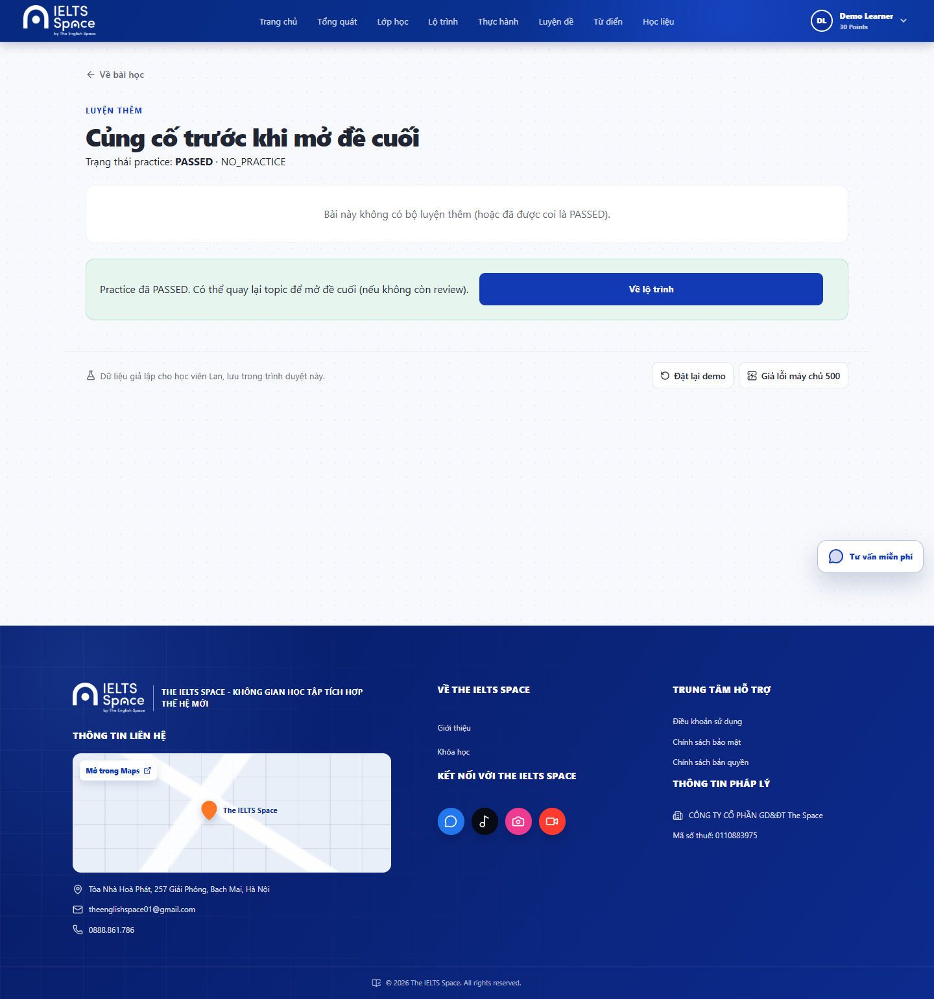 IELTS Space
by The English Space
Trang chủ
Tổng quát
Lớp học
Lộ trình
Thực hành
Luyện đề
Từ điển
Học liệu
DL
Demo Learner
30 Points
Về bài học
LUYỆN THÊM
Củng cố trước khi mở đề cuối
Trạng thái practice: PASSED · NO_PRACTICE
Bài này không có bộ luyện thêm (hoặc đã được coi là PASSED).
Practice đã PASSED. Có thể quay lại topic để mở đề cuối (nếu không còn review).
Về lộ trình
Dữ liệu giả lập cho học viên Lan, lưu trong trình duyệt này.
Đặt lại demo
Giả lỗi máy chủ 500
Tư vấn miễn phí
IELTS Space
by The English Space
THE IELTS SPACE - KHÔNG GIAN HỌC TẬP TÍCH HỢP
THẾ HỆ MỚI
THÔNG TIN LIÊN HỆ
Mở trong Maps
The IELTS Space
Tòa Nhà Hoà Phát, 257 Giải Phóng, Bạch Mai, Hà Nội
theenglishspace01@gmail.com
0888.861.786
VỀ THE IELTS SPACE
Giới thiệu
Khóa học
KẾT NỐI VỚI THE IELTS SPACE
TRUNG TÂM HỖ TRỢ
Điều khoản sử dụng
Chính sách bảo mật
Chính sách bản quyền
THÔNG TIN PHÁP LÝ
CÔNG TY CỔ PHẦN GD&ĐT The Space
Mã số thuế: 0110883975
© 2026 The IELTS Space. All rights reserved.